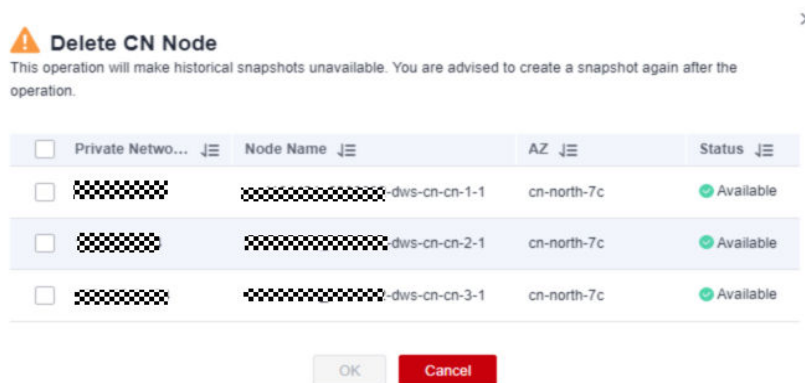 Delete CN Node
This operation will make historical snapshots unavailable. You are advised to create a snapshot again after the
operation.
Private Netwo... Node Name AZ Status
-dws-cn-cn-1-1 cn-north-7c Available
-dws-cn-cn-2-1 cn-north-7c Available
-dws-cn-cn-3-1 cn-north-7c Available
OK Cancel